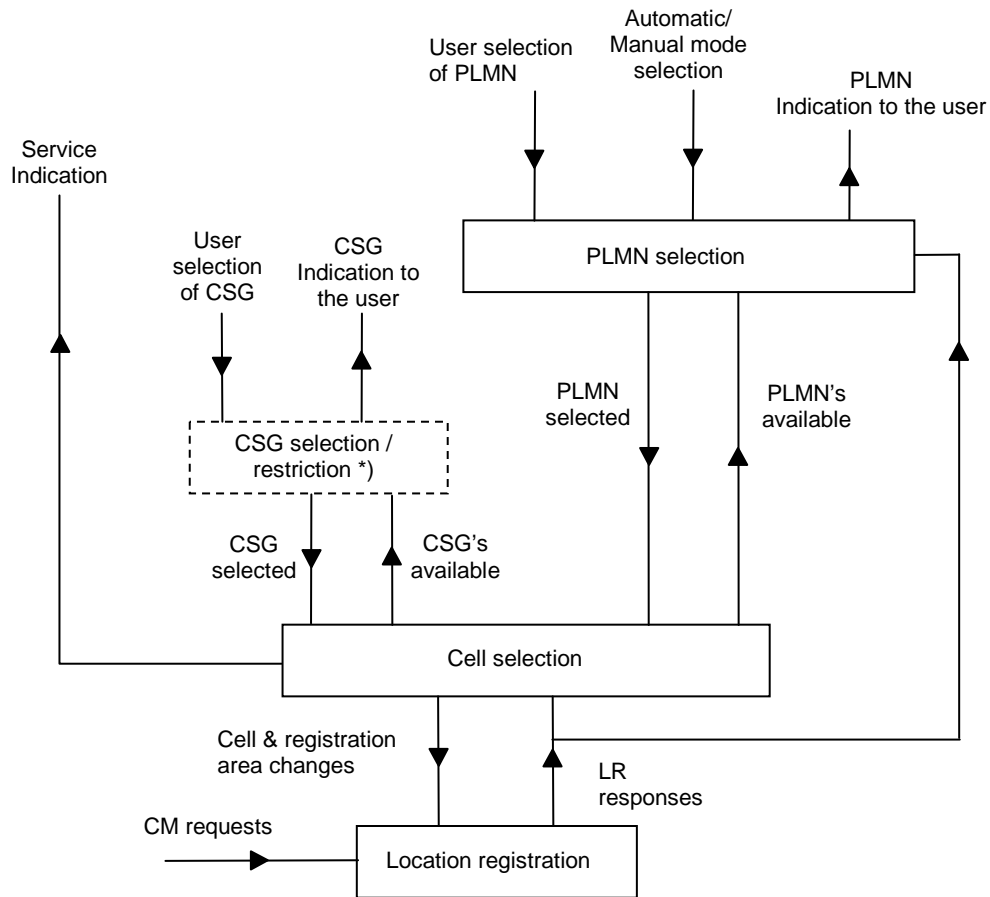 Automatic/
Manual mode
selection
User selection
of PLMN
PLMN
Indication to the user
Service
Indication
User
selection
of CSG
CSG
Indication to
the user
PLMN selection
PLMN
selected
PLMN's
available
CSG selection /
restriction *)
CSG
selected
CSG's
available
Cell selection
Cell & registration
area changes
LR
responses
CM requests
Location registration